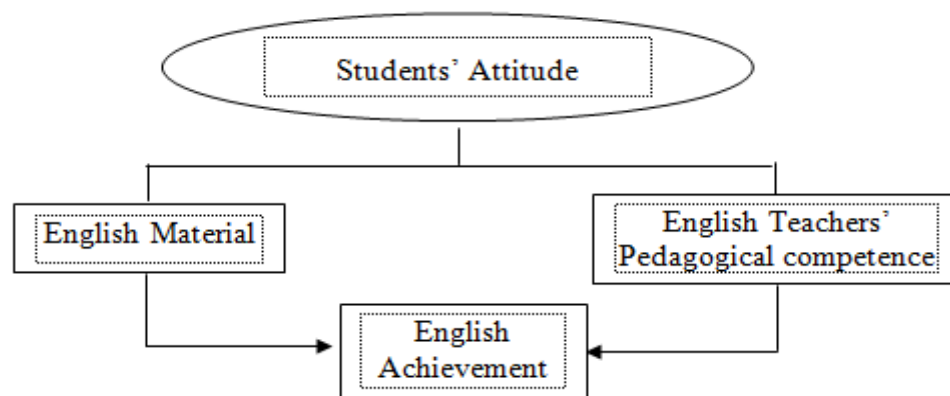 Students’ Attitude
English Material
English Teachers’
Pedagogical competence
English
Achievement